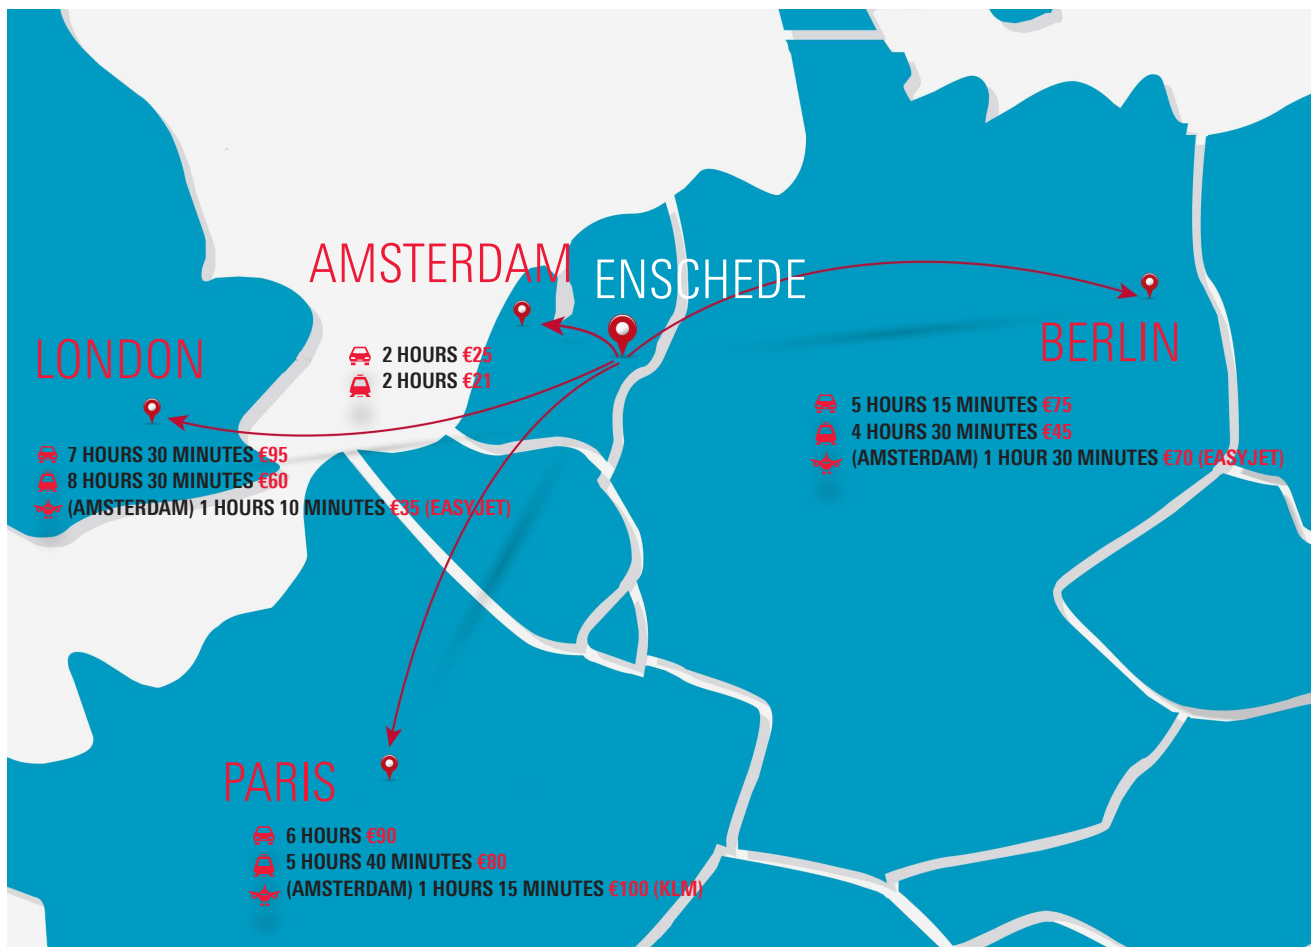 AMSTERDAM
ENSCHEDE
2 HOURS €25
2 HOURS €21
LONDON
7 HOURS 30 MINUTES €95
8 HOURS 30 MINUTES €60
(AMSTERDAM) 1 HOURS 10 MINUTES €35 (EASYJET)
BERLIN
5 HOURS 15 MINUTES €75
4 HOURS 30 MINUTES €45
(AMSTERDAM) 1 HOUR 30 MINUTES €70 (EASYJET)
PARIS
6 HOURS €90
5 HOURS 40 MINUTES €80
(AMSTERDAM) 1 HOURS 15 MINUTES €100 (KLM)